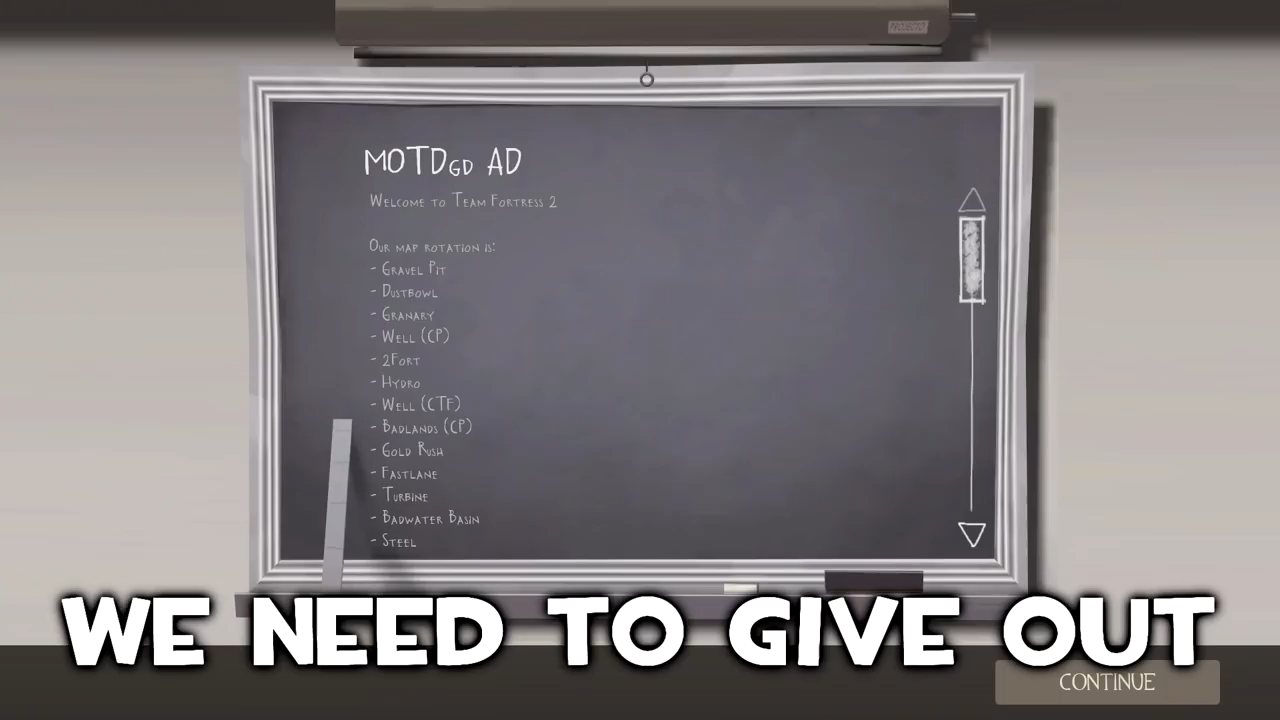 PROJECT
MOTDGD AD
WELCOME TO TEAM FORTRESS 2
OUR MAP ROTATION IS:
- GRAVEL PIT
- DUSTBOWL
- GRANARY
- WELL (CP)
- 2FORT
- HYDRO
- WELL (CTF)
- BADLANDS (CP)
- GOLD RUSH
- FASTLANE
- TURBINE
- BADWATER BASIN
- STEEL
WE NEED TO GIVE OUT
CONTINUE